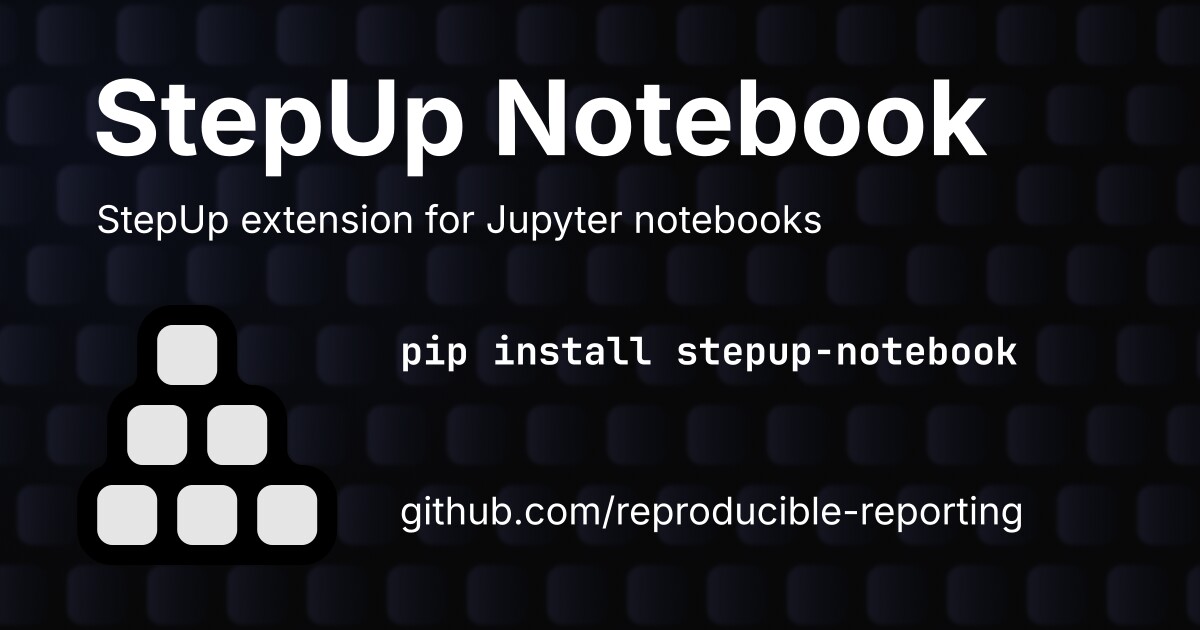 StepUp Notebook
StepUp extension for Jupyter notebooks
pip install stepup-notebook
github.com/reproducible-reporting